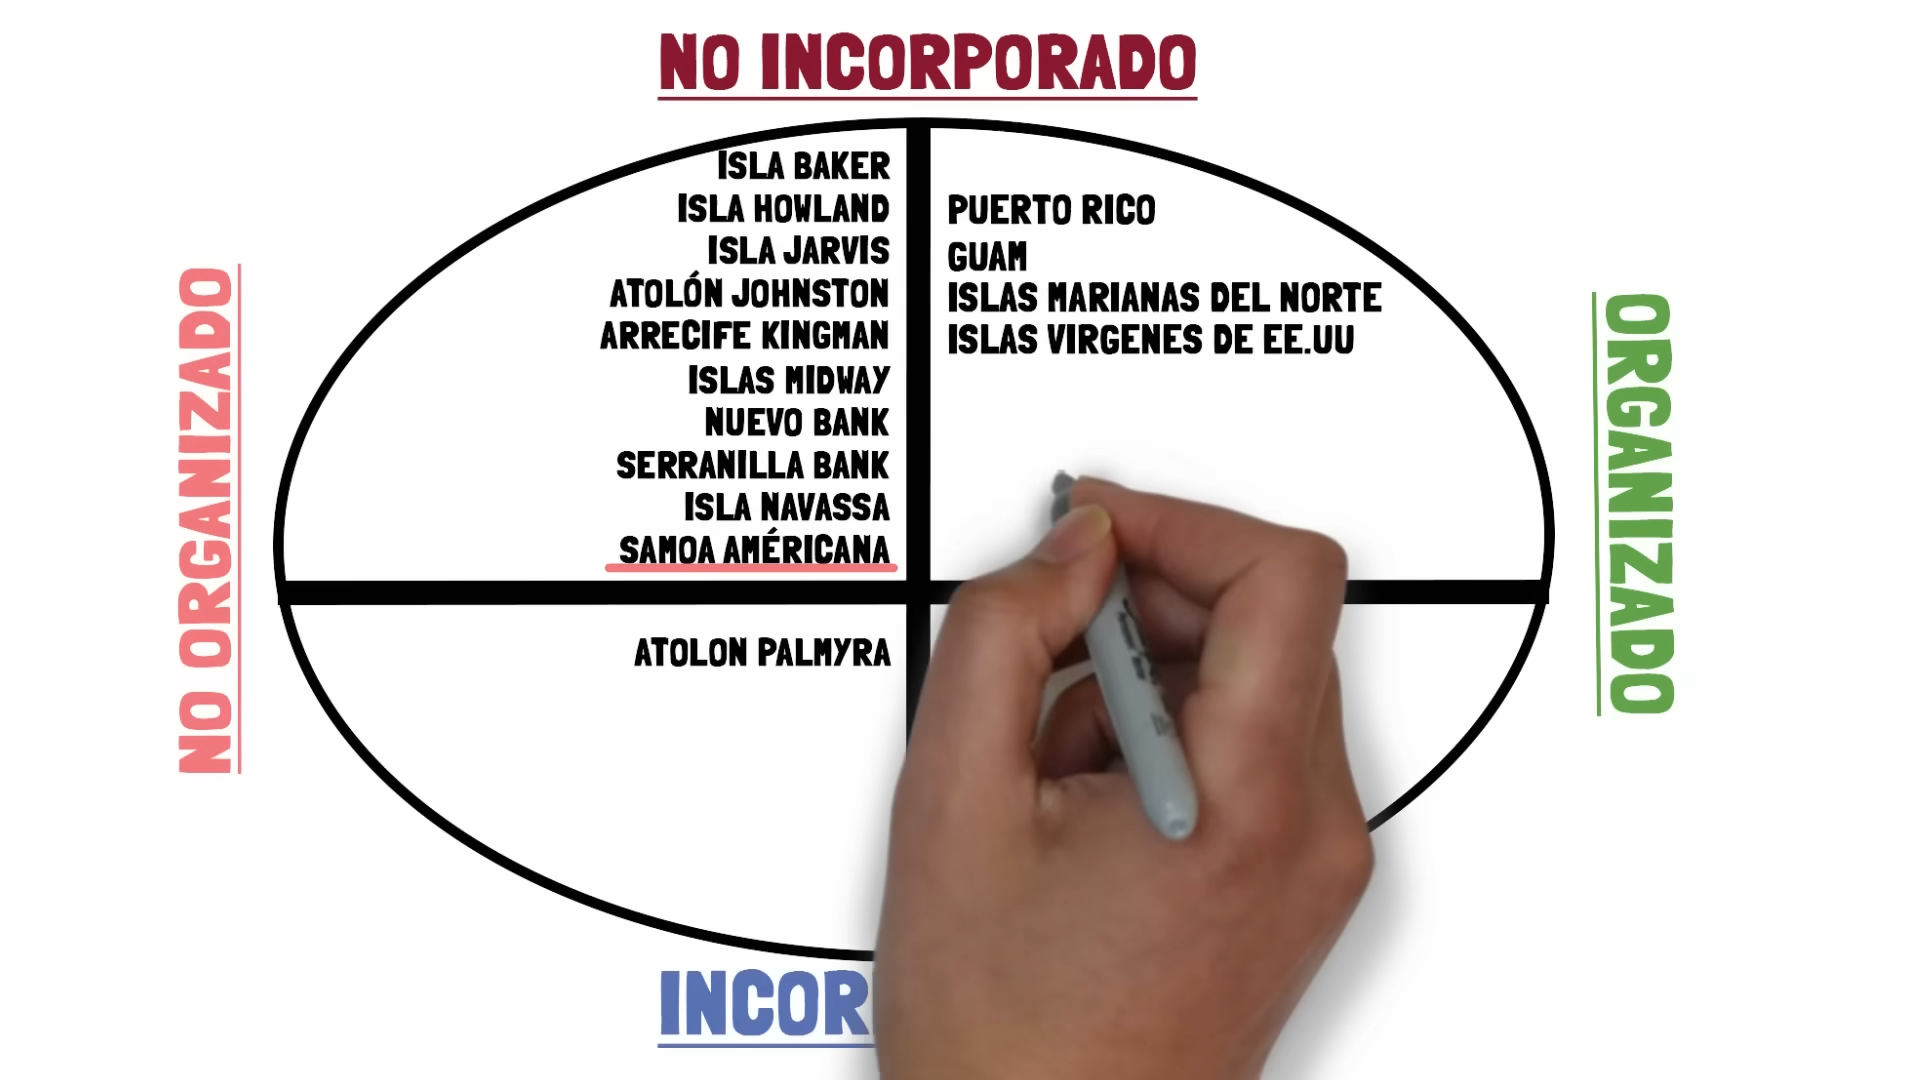 NO INCORPORADO
ISLA BAKER
ISLA HOWLAND
ISLA JARVIS
ATOLÓN JOHNSTON
ARRECIFE KINGMAN
ISLAS MIDWAY
NUEVO BANK
SERRANILLA BANK
ISLA NAVASSA
SAMOA AMÉRICANA
PUERTO RICO
GUAM
ISLAS MARIANAS DEL NORTE
ISLAS VIRGENES DE EE.UU
NO ORGANIZADO
ORGANIZADO
ATOLON PALMYRA
INCOR